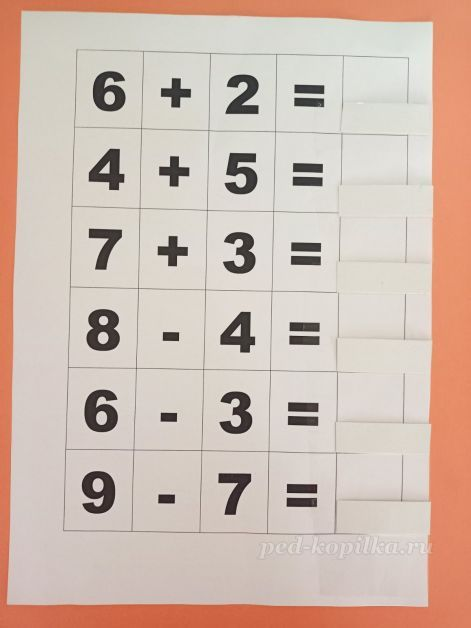 6 + 2 =
4 + 5 =
7 + 3 =
8 - 4 =
6 - 3 =
9 - 7 =
ped-kopilka.ru